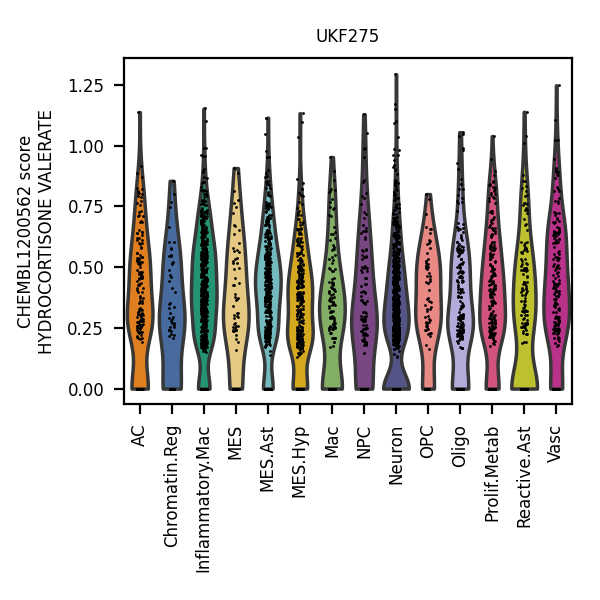 UKF275
CHEMBL1200562 score
HYDROCORTISONE VALERATE
1.25
1.00
0.75
0.50
0.25
0.00
AC
Chromatin.Reg
Inflammatory.Mac
MES
MES.Ast
MES.Hyp
Mac
NPC
Neuron
OPC
Oligo
Prolif.Metab
Reactive.Ast
Vasc